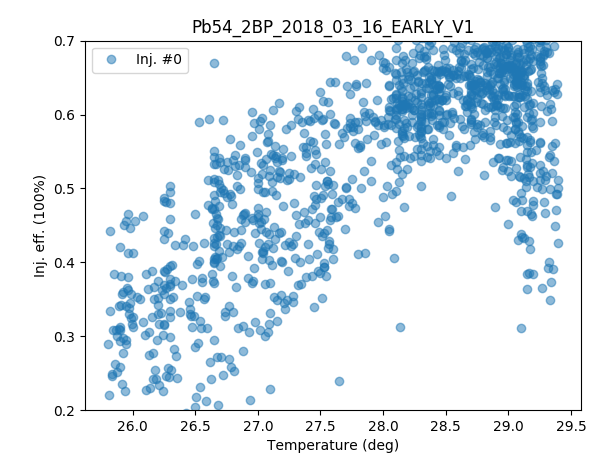 Pb54_2BP_2018_03_16_EARLY_V1
Inj. #0
0.7
0.6
0.5
0.4
0.3
0.2
Inj. eff. (100%)
26.0 26.5 27.0 27.5 28.0 28.5 29.0 29.5
Temperature (deg)